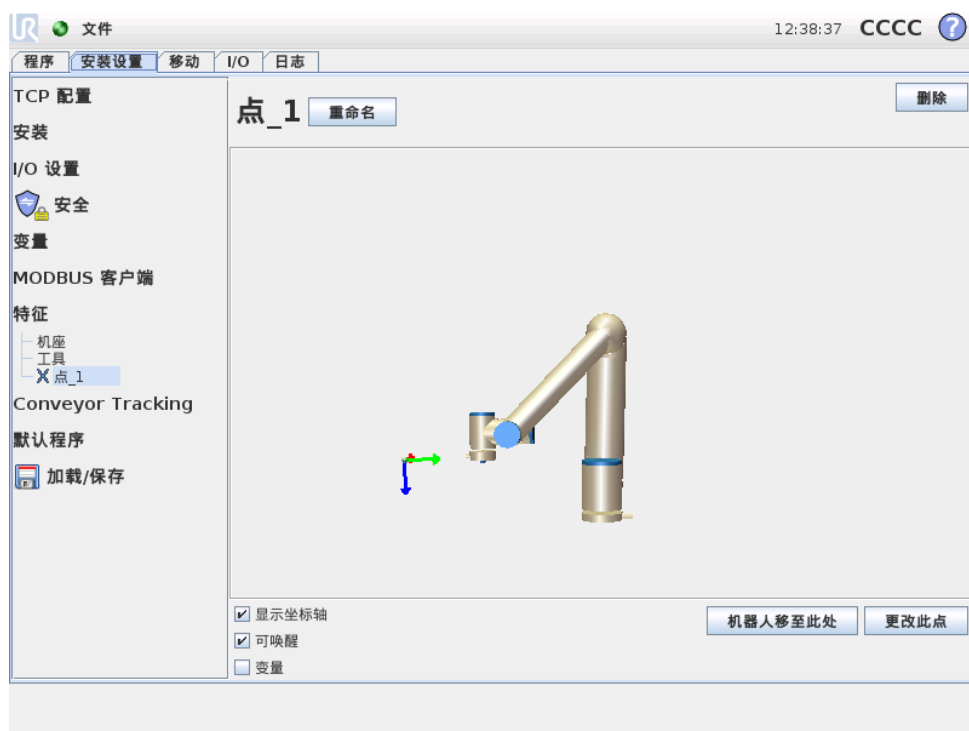 UR 文件 12:38:37 CCCC ?
程序 安装设置 移动 I/O 日志
TCP 配置
安装
I/O 设置
安全
变量
MODBUS 客户端
特征
机座
工具
点_1
Conveyor Tracking
默认程序
加载/保存
点_1 重命名 删除
显示坐标轴
可唤醒
变量
机器人移至此处 更改此点